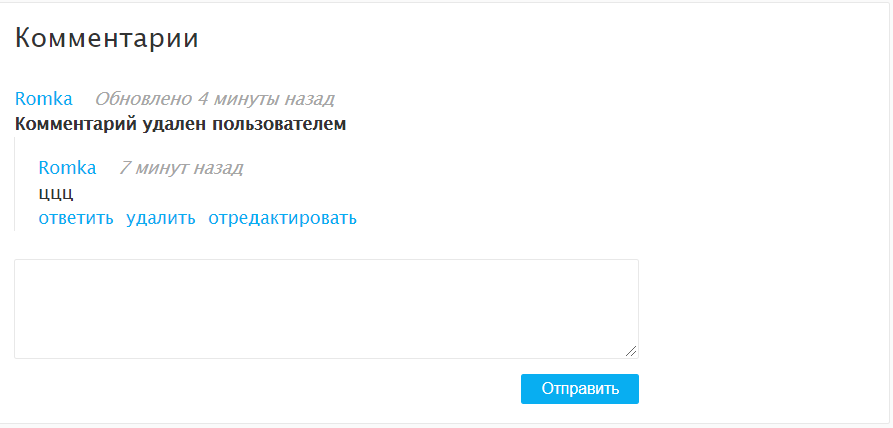 Комментарии
Romka Обновлено 4 минуты назад
Комментарий удален пользователем
Romka 7 минут назад
ццц
ответить удалить отредактировать
Отправить